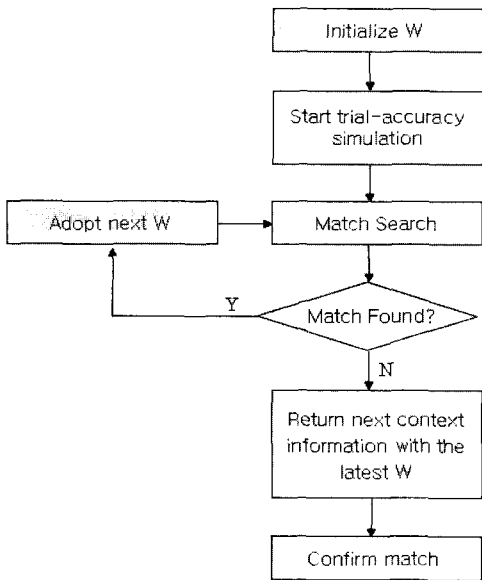 Initialize W
Start trial-accuracy
simulation
Adopt next W
Match Search
Y
Match Found?
N
Return next context
information with the
latest W
Confirm match